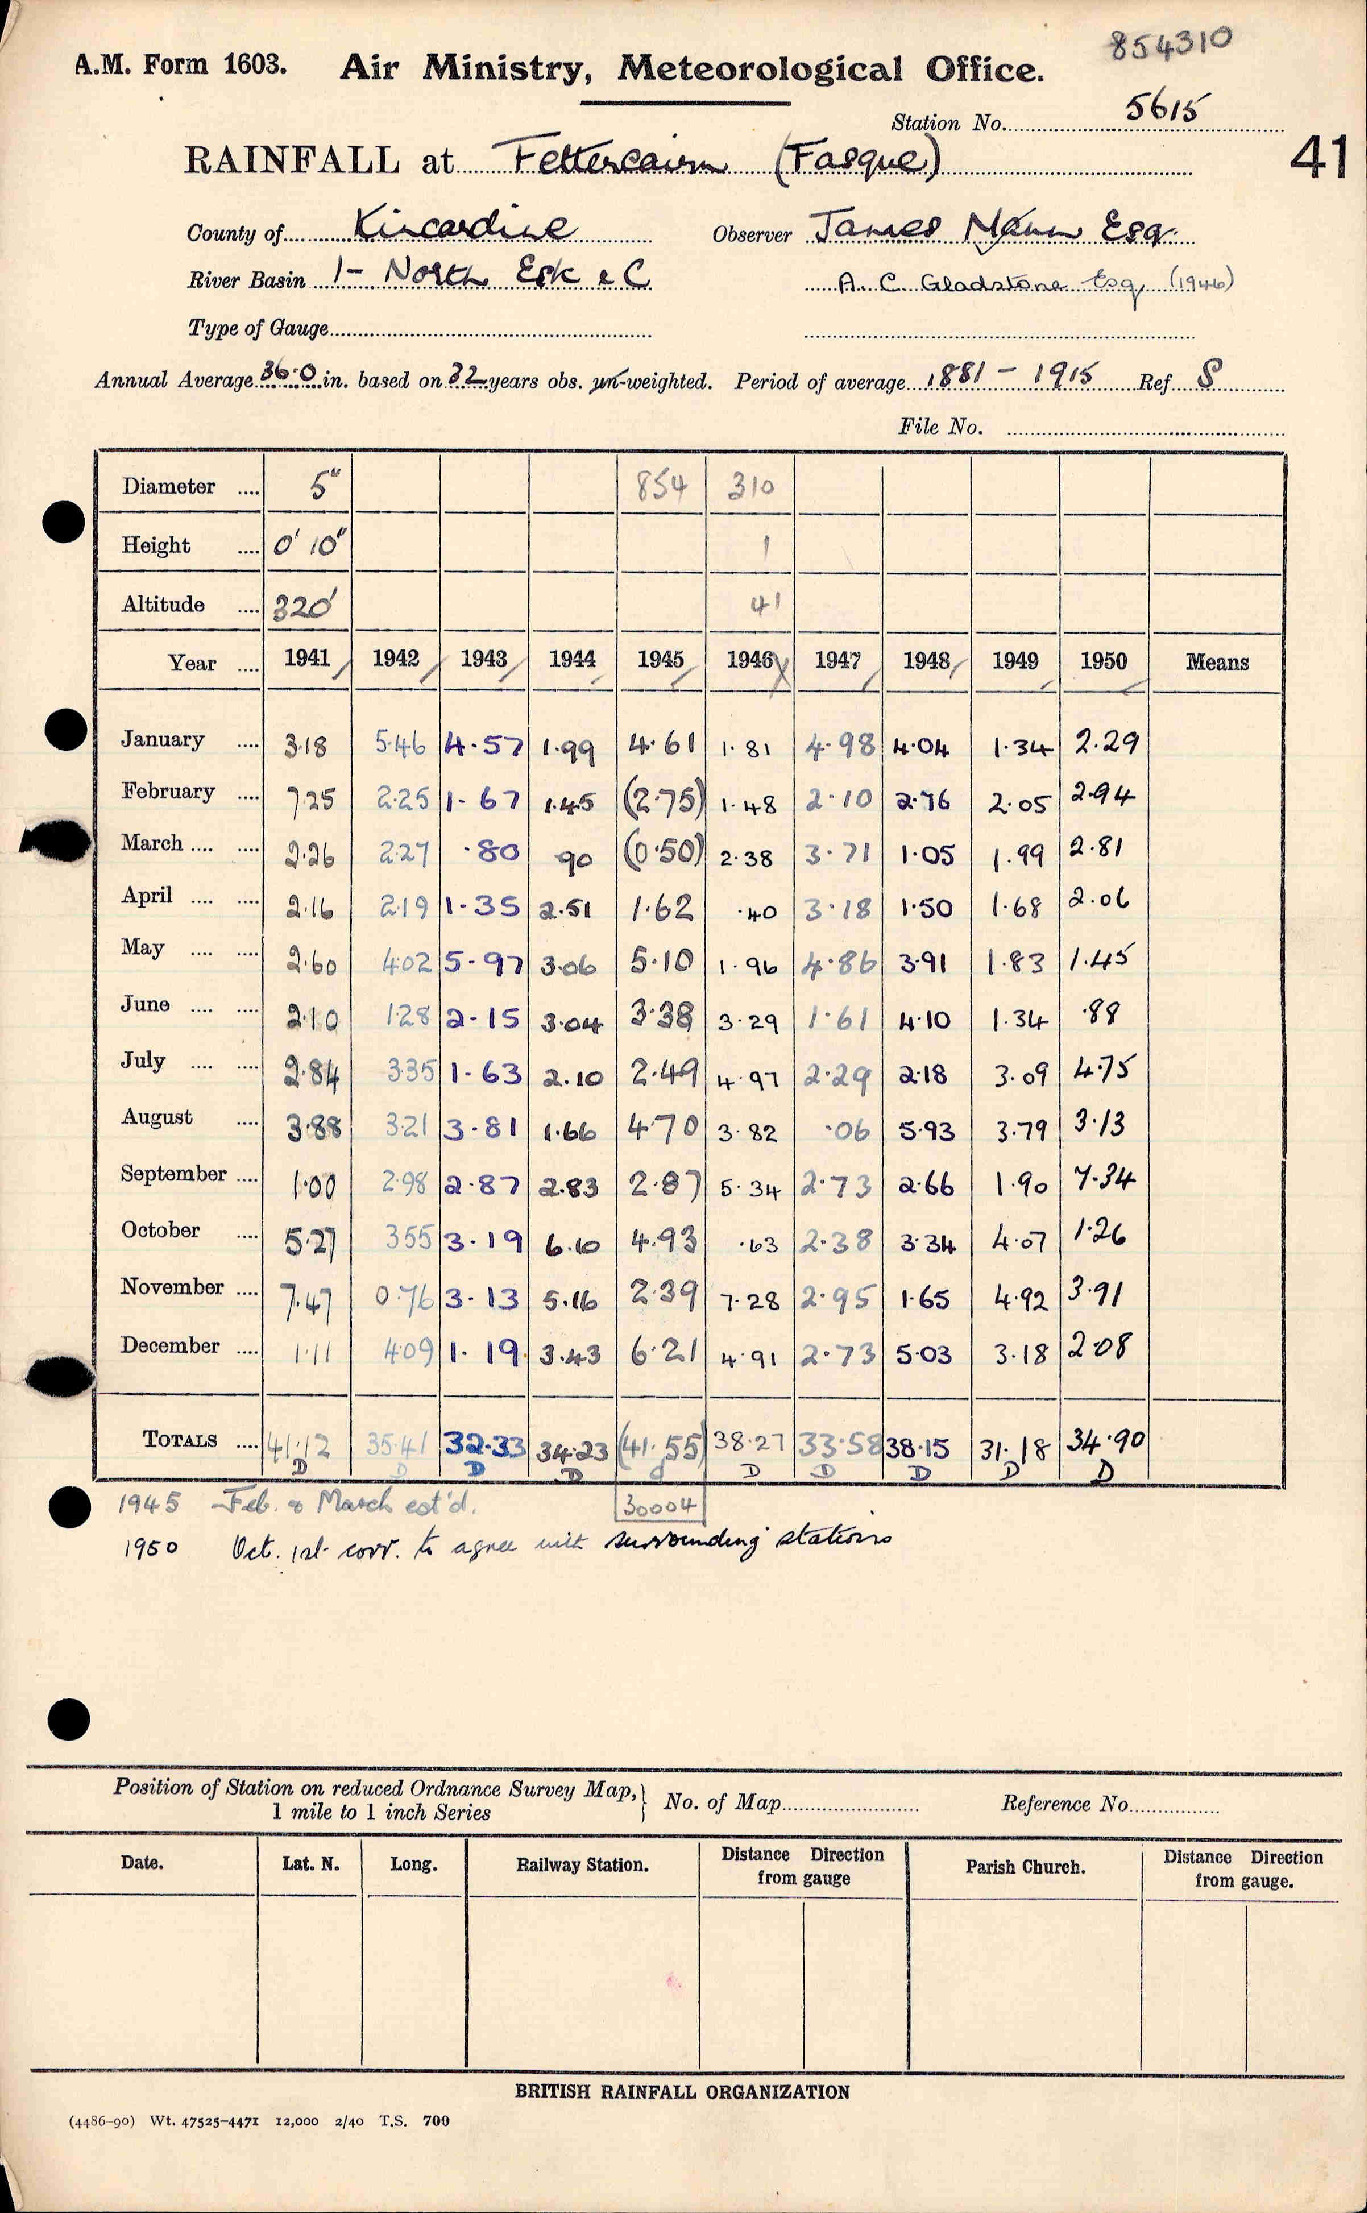 854310
A.M. Form 1603. Air Ministry, Meteorological Office.
Station No. 5615
41
RAINFALL at Fettercairn (Fasque)
County of Kincardine Observer James Mann Esq.
River Basin 1- North Esk & C A. C. Gladstone Esq. (1946)
Type of Gauge
Annual Average 36.0 in. based on 32 years obs. un-weighted. Period of average 1881 - 1915 Ref. S
File No.
Diameter .... 5" 854 310
Height .... 0' 10" 1
Altitude .... 320' 41
Year .... 1941 1942 1943 1944 1945 1946 1947 1948 1949 1950 Means
January .... 3.18 5.46 4.57 1.99 4.61 1.81 4.98 4.04 1.34 2.29
February .... 7.25 2.25 1.67 1.45 (2.75) 1.48 2.10 2.76 2.05 2.94
March .... .... 2.26 2.27 .80 90 (0.50) 2.38 3.71 1.05 1.99 2.81
April .... .... 2.16 2.19 1.35 2.51 1.62 .40 3.18 1.50 1.68 2.06
May .... .... 2.60 4.02 5.97 3.06 5.10 1.96 4.86 3.91 1.83 1.45
June .... .... 2.10 1.28 2.15 3.04 3.38 3.29 1.61 4.10 1.34 .88
July .... .... 2.84 3.35 1.63 2.10 2.49 4.97 2.29 2.18 3.09 4.75
August .... 3.88 3.21 3.81 1.66 4.70 3.82 .06 5.93 3.79 3.13
September .... 1.00 2.98 2.87 2.83 2.87 5.34 2.73 2.66 1.90 7.34
October .... 5.27 3.55 3.19 6.10 4.93 .63 2.38 3.34 4.07 1.26
November .... 7.47 0.76 3.13 5.16 2.39 7.28 2.95 1.65 4.92 3.91
December .... 1.11 4.09 1.19 3.43 6.21 4.91 2.73 5.03 3.18 2.08
TOTALS .... 41.12 35.41 32.33 34.23 (41.55) 38.27 33.58 38.15 31.18 34.90
D D D D d D D D D D
1945 Feb. & March est'd. 30004
1950 Oct. 1st corr. to agree with surrounding stations
Position of Station on reduced Ordnance Survey Map, 1 mile to 1 inch Series } No. of Map Reference No.
Date. Lat. N. Long. Railway Station. Distance Direction from gauge Parish Church. Distance Direction from gauge.
BRITISH RAINFALL ORGANIZATION
(4486-90) Wt. 47525-4471 12,000 2/40 T.S. 700